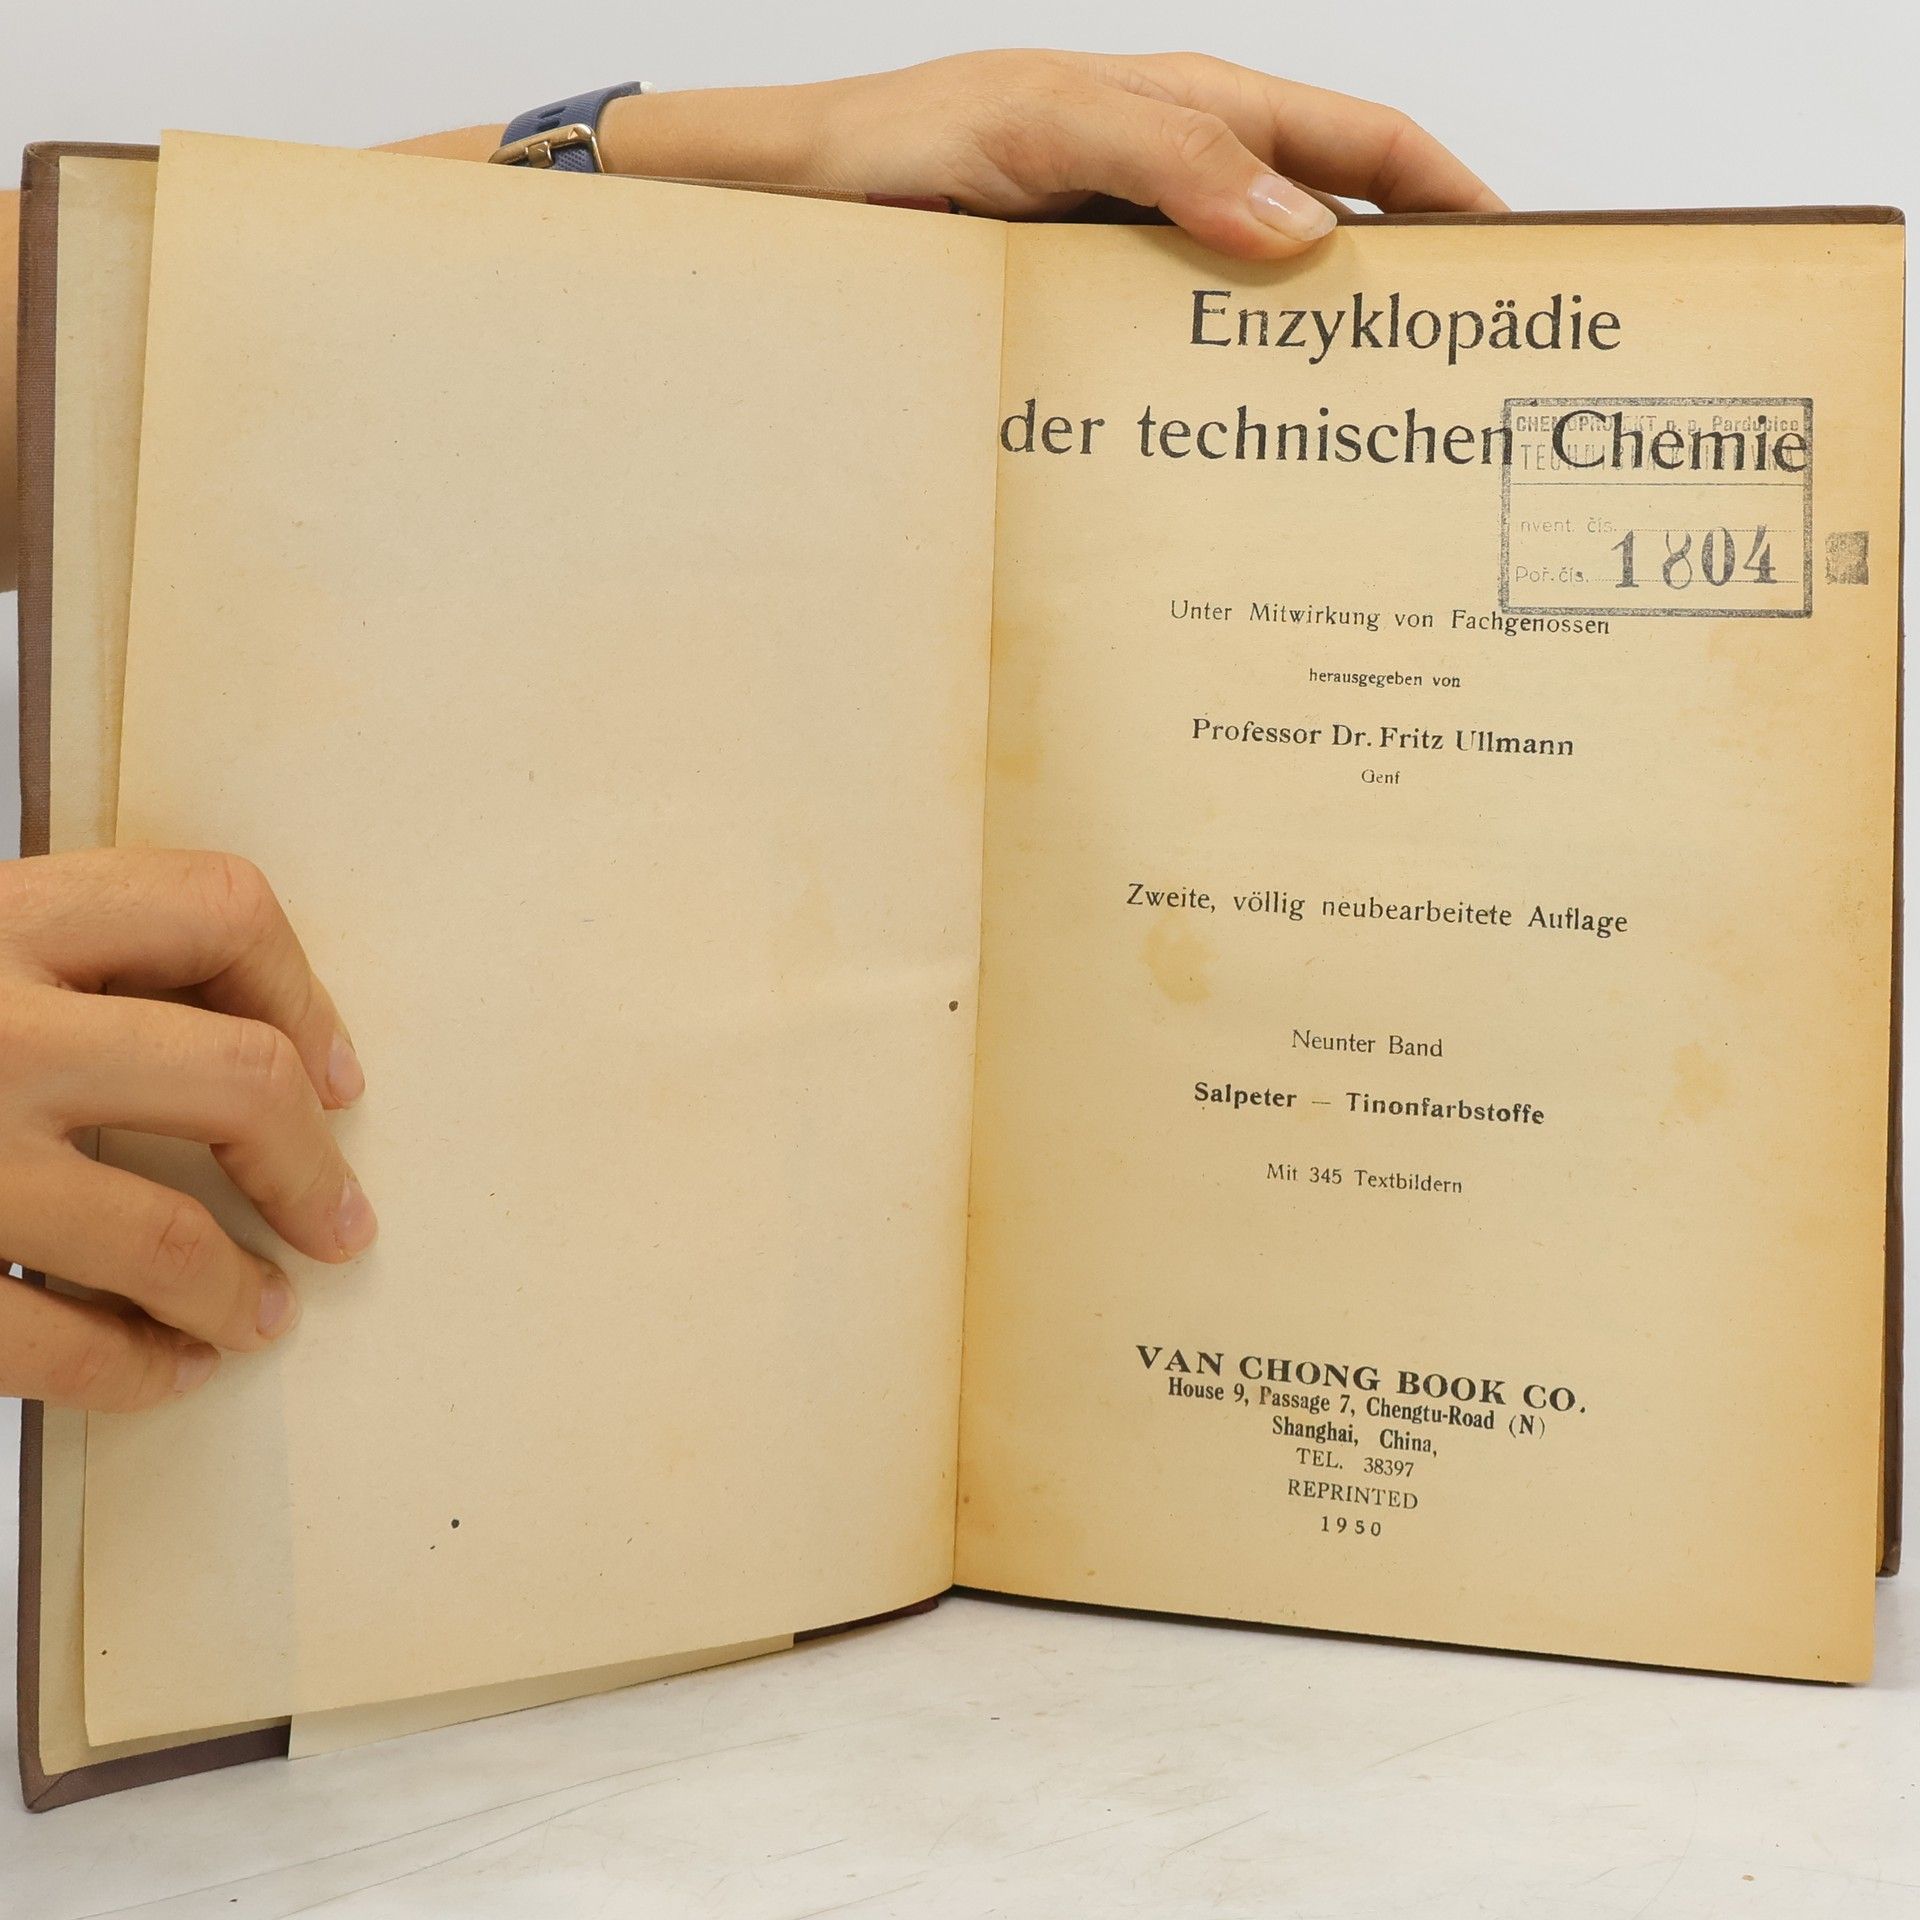 Enzyklopädie
der technischen Chemie
CHEMOPROJEKT n. p. Pardubice
Invent. čís.
Poř. čís. 1804
Unter Mitwirkung von Fachgenossen
herausgegeben von
Professor Dr. Fritz Ullmann
Genf
Zweite, völlig neubearbeitete Auflage
Neunter Band
Salpeter — Tinonfarbstoffe
Mit 345 Textbildern
VAN CHONG BOOK CO.
House 9, Passage 7, Chengtu-Road (N)
Shanghai, China,
TEL. 38397
REPRINTED
1950